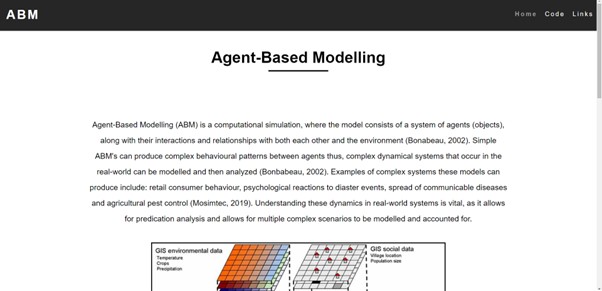 ABM
Home Code Links
Agent-Based Modelling
Agent-Based Modelling (ABM) is a computational simulation, where the model consists of a system of agents (objects),
along with their interactions and relationships with both each other and the environment (Bonabeau, 2002). Simple
ABM's can produce complex behavioural patterns between agents thus, complex dynamical systems that occur in the
real-world can be modelled and then analyzed (Bonbabeau, 2002). Examples of complex systems these models can
produce include: retail consumer behaviour, psychological reactions to diaster events, spread of communicable diseases
and agricultural pest control (Mosimtec, 2019). Understanding these dynamics in real-world systems is vital, as it allows
for predication analysis and allows for multiple complex scenarios to be modelled and accounted for.
GIS environmental data
Temperature
Crops
Precipitation
GIS social data
Village location
Population size